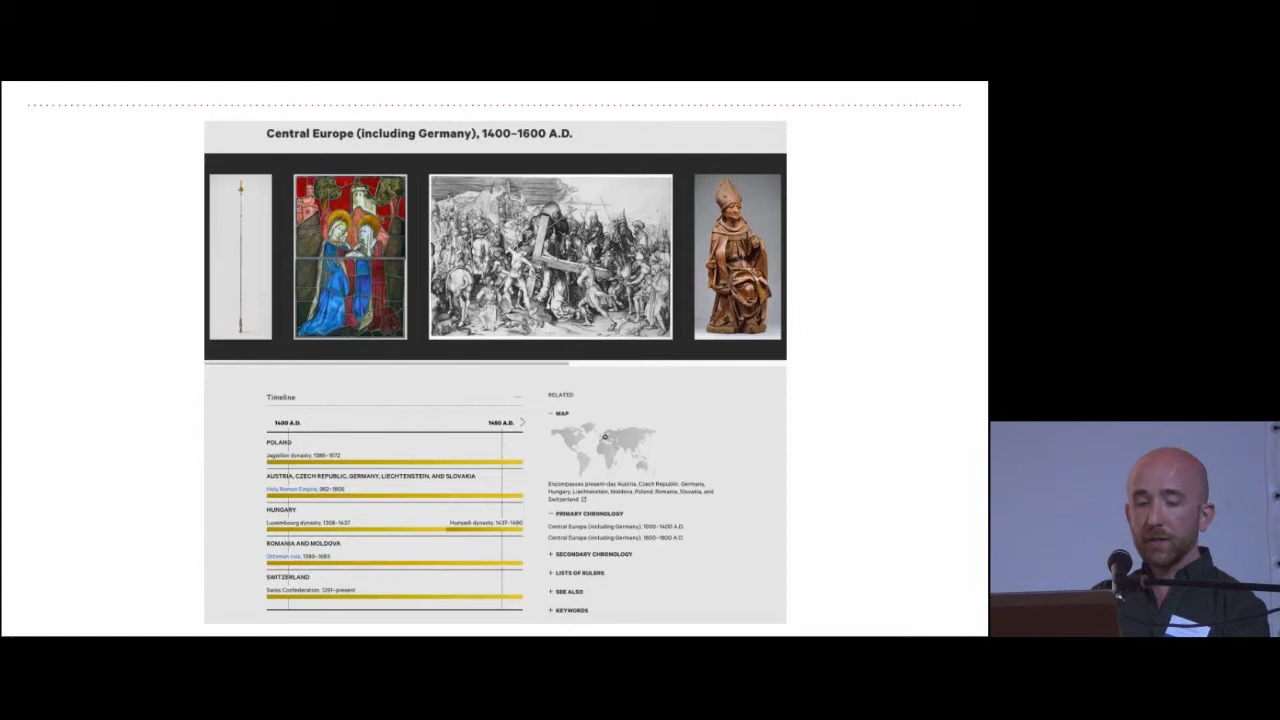 Central Europe (including Germany), 1400–1600 A.D.
Timeline
1400 A.D.
1450 A.D.
POLAND
Jagiellon dynasty, 1386–1572
AUSTRIA, CZECH REPUBLIC, GERMANY, LIECHTENSTEIN, AND SLOVAKIA
Holy Roman Empire, 962–1806
HUNGARY
Luxembourg dynasty, 1308–1437
Hunyadi dynasty, 1437–1490
ROMANIA AND MOLDOVA
Ottoman rule, 1389–1683
SWITZERLAND
Swiss Confederation, 1291–present
RELATED
MAP
Encompasses present-day Austria, Czech Republic, Germany,
Hungary, Liechtenstein, Moldova, Poland, Romania, Slovakia, and
Switzerland
PRIMARY CHRONOLOGY
Central Europe (including Germany), 1000–1400 A.D.
Central Europe (including Germany), 1600–1800 A.D.
SECONDARY CHRONOLOGY
LISTS OF RULERS
SEE ALSO
KEYWORDS